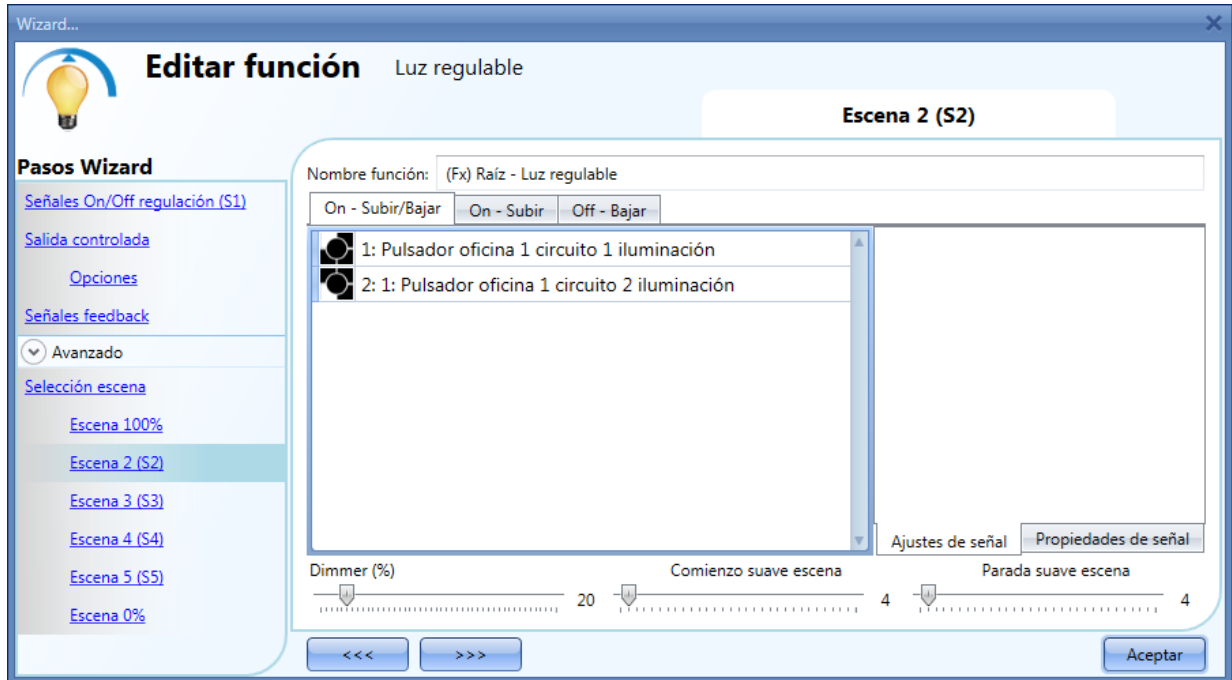 Wizard...
Editar función Luz regulable
Escena 2 (S2)
Pasos Wizard
Señales On/Off regulación (S1)
Salida controlada
Opciones
Señales feedback
Avanzado
Selección escena
Escena 100%
Escena 2 (S2)
Escena 3 (S3)
Escena 4 (S4)
Escena 5 (S5)
Escena 0%
Nombre función: (Fx) Raíz - Luz regulable
On - Subir/Bajar On - Subir Off - Bajar
1: Pulsador oficina 1 circuito 1 iluminación
2: 1: Pulsador oficina 1 circuito 2 iluminación
Ajustes de señal Propiedades de señal
Dimmer (%) Comienzo suave escena Parada suave escena
20 4 4
<<< >>> Aceptar